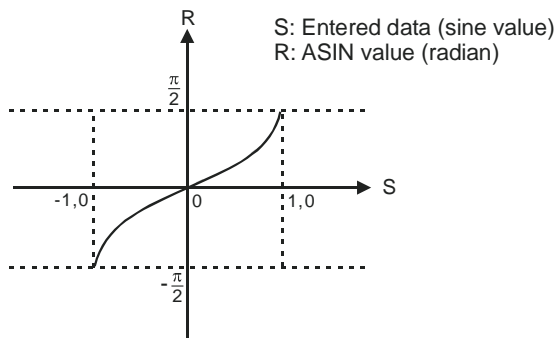 R
S: Entered data (sine value)
R: ASIN value (radian)
π
2
S
-1,0
0
1,0
-π
2